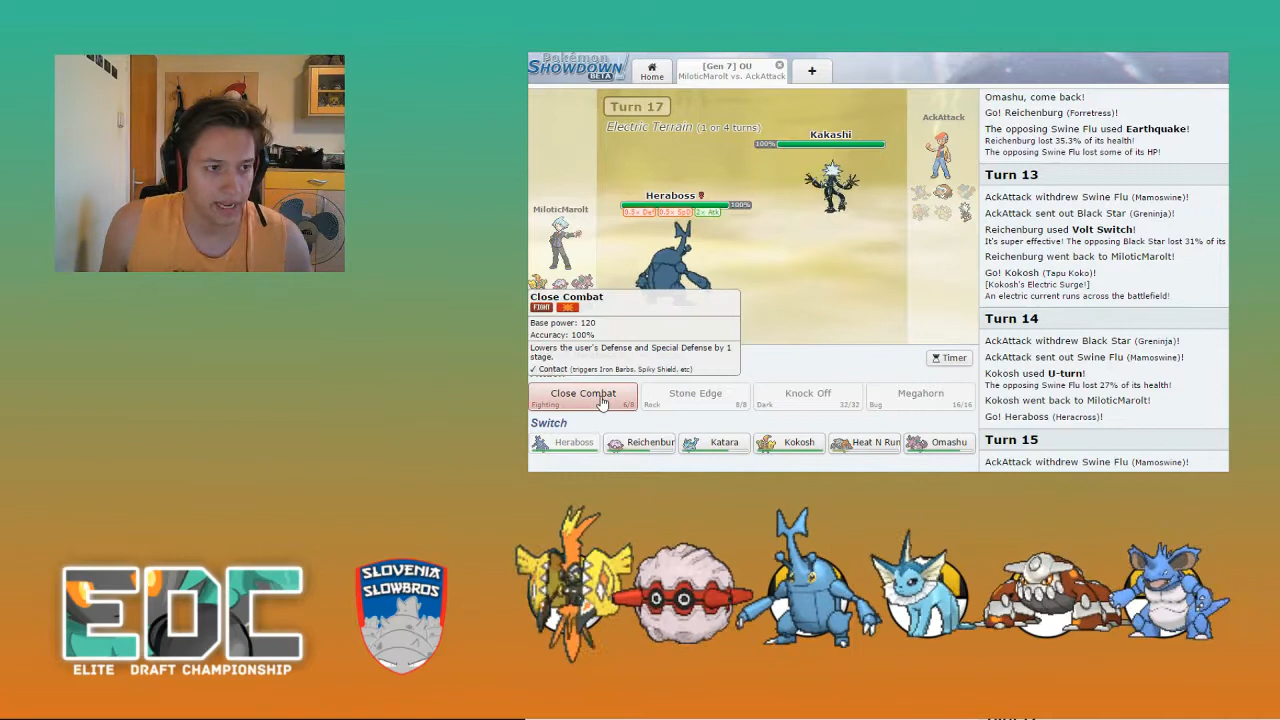 Pokémon
SHOWDOWN
BETA
Home
[Gen 7] OU
MiloticMarolt vs. AckAttack
+
Turn 17
Electric Terrain (1 or 4 turns)
Kakashi
100%
AckAttack
Heraboss
100%
0.5× Def 0.5× SpD 2× Atk
MiloticMarolt
Close Combat
FIGHT
Base power: 120
Accuracy: 100%
Lowers the user's Defense and Special Defense by 1
stage.
✓ Contact (triggers Iron Barbs, Spiky Shield, etc)
Timer
Close Combat
Fighting 6/8
Stone Edge
Rock 8/8
Knock Off
Dark 32/32
Megahorn
Bug 16/16
Switch
Heraboss
Reichenbur
Katara
Kokosh
Heat N Run
Omashu
Omashu, come back!
Go! Reichenburg (Forretress)!
The opposing Swine Flu used Earthquake!
Reichenburg lost 35.3% of its health!
The opposing Swine Flu lost some of its HP!
Turn 13
AckAttack withdrew Swine Flu (Mamoswine)!
AckAttack sent out Black Star (Greninja)!
Reichenburg used Volt Switch!
It's super effective! The opposing Black Star lost 31% of its
Reichenburg went back to MiloticMarolt!
Go! Kokosh (Tapu Koko)!
[Kokosh's Electric Surge!]
An electric current runs across the battlefield!
Turn 14
AckAttack withdrew Black Star (Greninja)!
AckAttack sent out Swine Flu (Mamoswine)!
Kokosh used U-turn!
The opposing Swine Flu lost 27% of its health!
Kokosh went back to MiloticMarolt!
Go! Heraboss (Heracross)!
Turn 15
AckAttack withdrew Swine Flu (Mamoswine)!
EDC
ELITE DRAFT CHAMPIONSHIP
SLOVENIA
SLOWBROS